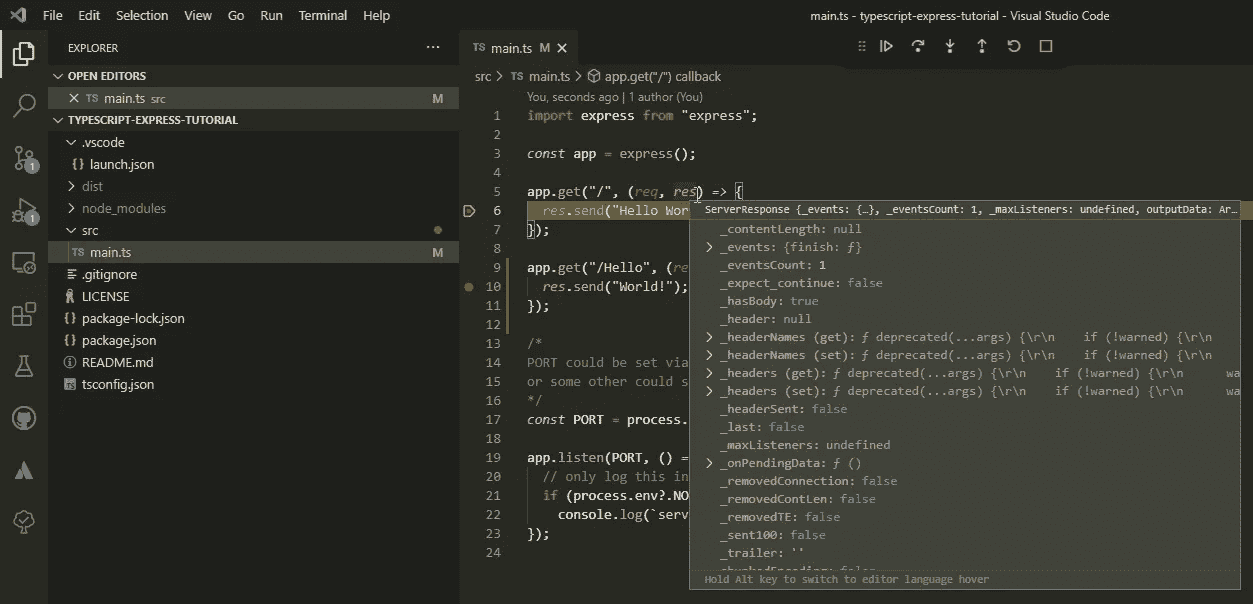 File Edit Selection View Go Run Terminal Help
main.ts - typescript-express-tutorial - Visual Studio Code
EXPLORER ...
OPEN EDITORS
TS main.ts src M
TYPESCRIPT-EXPRESS-TUTORIAL
.vscode
{} launch.json
dist
node_modules
src
TS main.ts M
.gitignore
LICENSE
{} package-lock.json
{} package.json
README.md
tsconfig.json
1
1
TS main.ts M
src > TS main.ts > app.get("/") callback
You, seconds ago | 1 author (You)
1 import express from "express";
2
3 const app = express();
4
5 app.get("/", (req, res) => {
6 res.send("Hello Wor
7 });
8
9 app.get("/Hello", (re
10 res.send("World!");
11 });
12
13 /*
14 PORT could be set via
15 or some other could s
16 */
17 const PORT = process.
18
19 app.listen(PORT, () =
20 // only log this in
21 if (process.env?.NO
22 console.log(`serv
23 });
24
ServerResponse {_events: {…}, _eventsCount: 1, _maxListeners: undefined, outputData: Ar…
_contentLength: null
_events: {finish: ƒ}
_eventsCount: 1
_expect_continue: false
_hasBody: true
_header: null
_headerNames (get): ƒ deprecated(...args) {\r\n    if (!warned) {\r\n
_headerNames (set): ƒ deprecated(...args) {\r\n    if (!warned) {\r\n
_headers (get): ƒ deprecated(...args) {\r\n    if (!warned) {\r\n      wa
_headers (set): ƒ deprecated(...args) {\r\n    if (!warned) {\r\n      wa
_headerSent: false
_last: false
_maxListeners: undefined
_onPendingData: ƒ ()
_removedConnection: false
_removedContLen: false
_removedTE: false
_sent100: false
_trailer: ''
Hold Alt key to switch to editor language hover